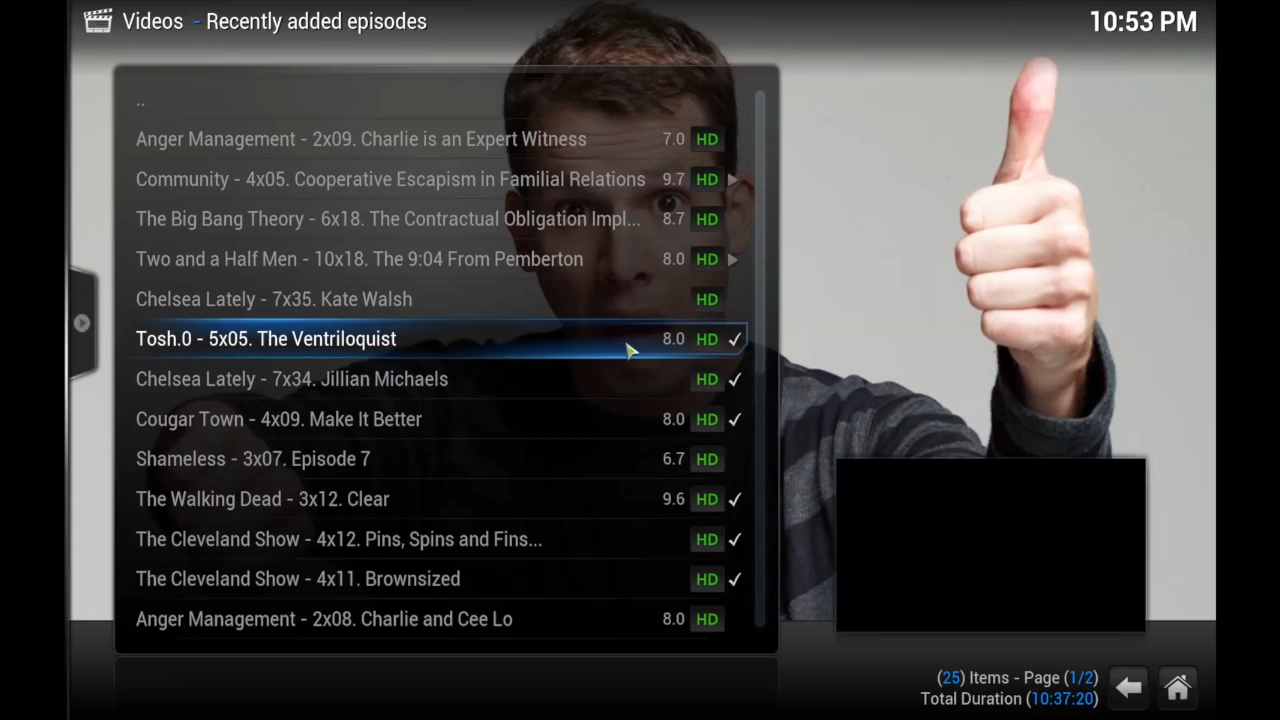 Videos - Recently added episodes
10:53 PM
..
Anger Management - 2x09. Charlie is an Expert Witness 7.0 HD
Community - 4x05. Cooperative Escapism in Familial Relations 9.7 HD
The Big Bang Theory - 6x18. The Contractual Obligation Impl... 8.7 HD
Two and a Half Men - 10x18. The 9:04 From Pemberton 8.0 HD
Chelsea Lately - 7x35. Kate Walsh HD
Tosh.0 - 5x05. The Ventriloquist 8.0 HD ✓
Chelsea Lately - 7x34. Jillian Michaels HD ✓
Cougar Town - 4x09. Make It Better 8.0 HD ✓
Shameless - 3x07. Episode 7 6.7 HD
The Walking Dead - 3x12. Clear 9.6 HD ✓
The Cleveland Show - 4x12. Pins, Spins and Fins... HD ✓
The Cleveland Show - 4x11. Brownsized HD ✓
Anger Management - 2x08. Charlie and Cee Lo 8.0 HD
(25) Items - Page (1/2)
Total Duration (10:37:20)